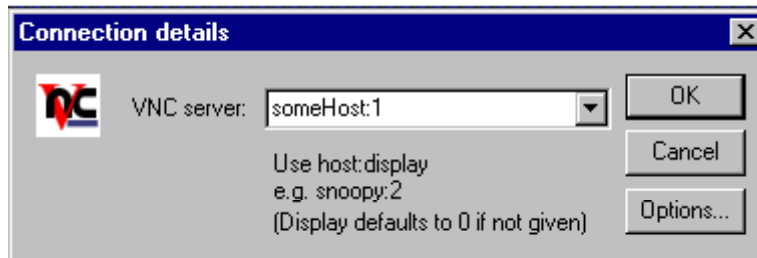 Connection details
VNC
VNC server: someHost:1
OK
Use host:display
Cancel
e.g. snoopy:2
(Display defaults to 0 if not given)
Options...